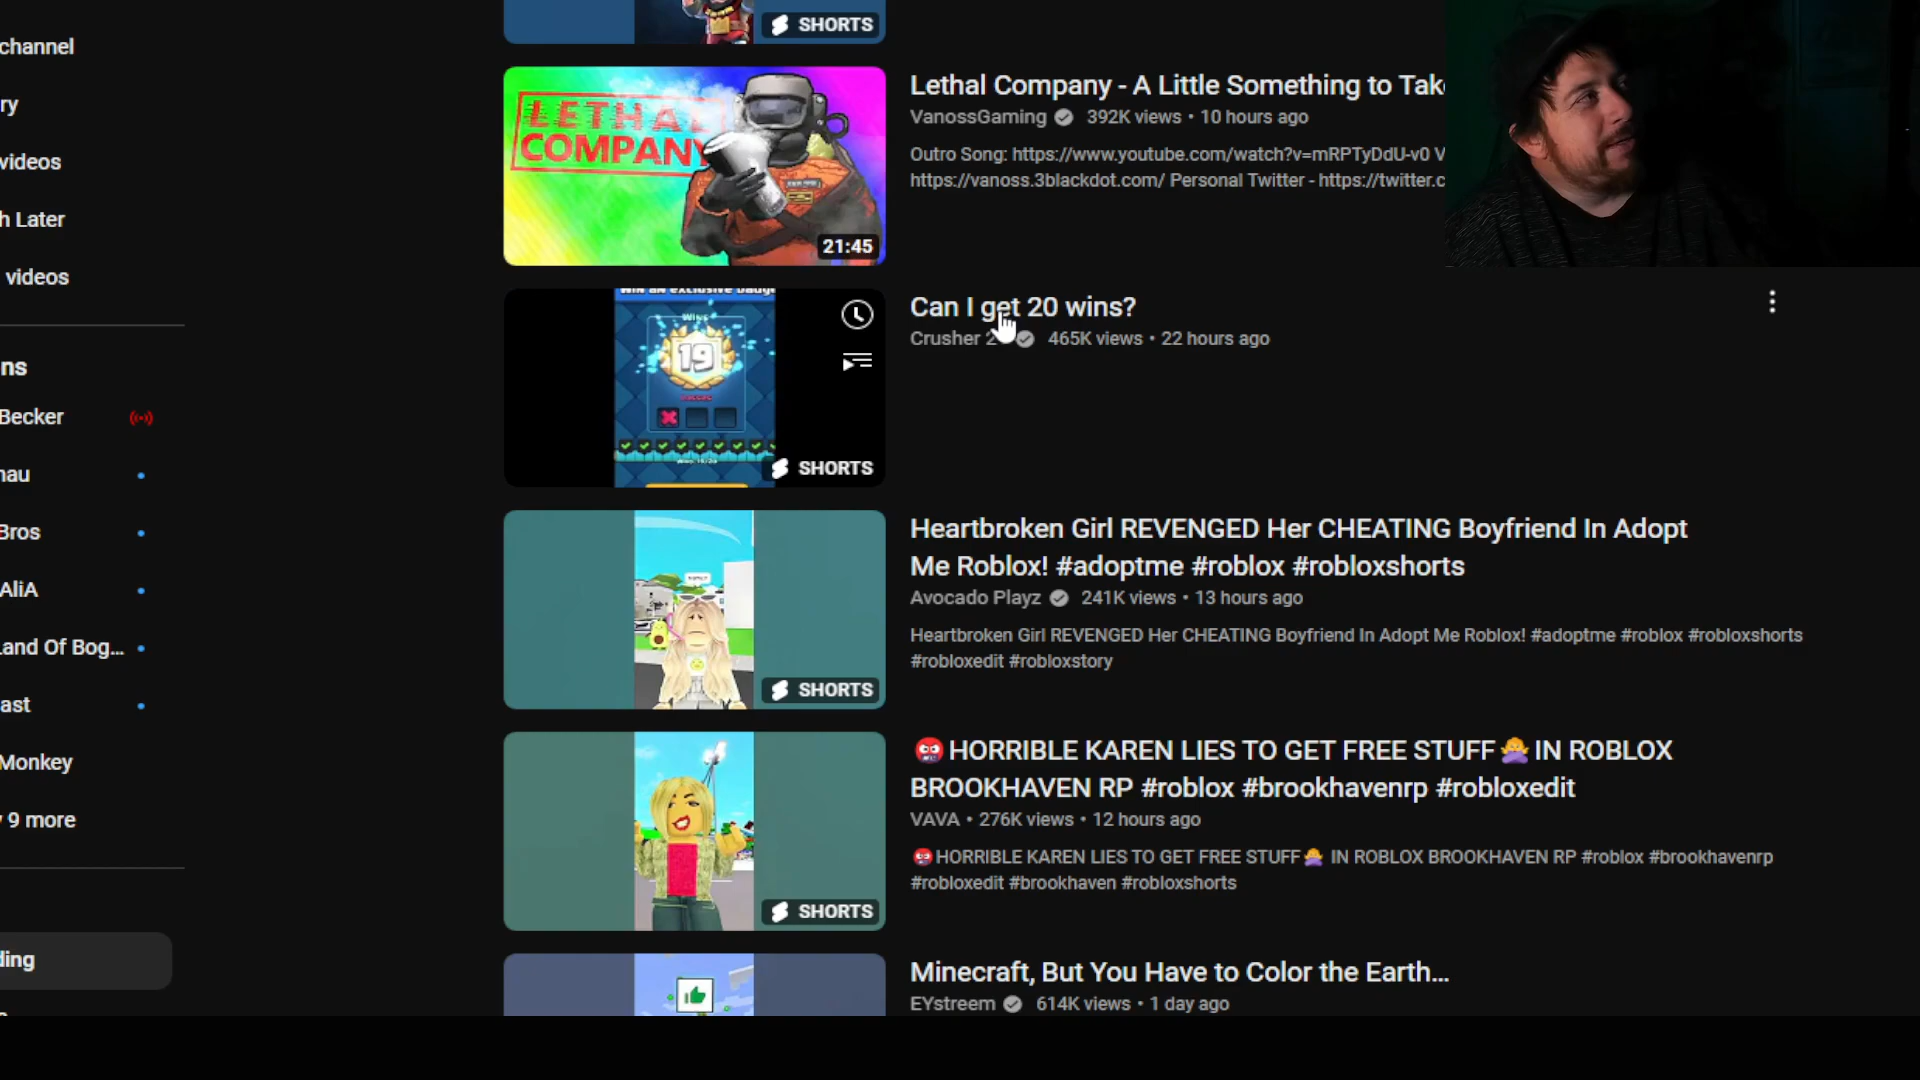 channel
ry
videos
h Later
videos
ns
Becker
nau
Bros
AliA
Land Of Bog...
ast
Monkey
9 more
ding
SHORTS
LETHAL
COMPANY
21:45
Lethal Company - A Little Something to Take
VanossGaming 392K views • 10 hours ago
Outro Song: https://www.youtube.com/watch?v=mRPTyDdU-v0 V
https://vanoss.3blackdot.com/ Personal Twitter - https://twitter.c
Wins
19
SHORTS
Can I get 20 wins?
Crusher 465K views • 22 hours ago
SHORTS
Heartbroken Girl REVENGED Her CHEATING Boyfriend In Adopt
Me Roblox! #adoptme #roblox #robloxshorts
Avocado Playz 241K views • 13 hours ago
Heartbroken Girl REVENGED Her CHEATING Boyfriend In Adopt Me Roblox! #adoptme #roblox #robloxshorts
#robloxedit #robloxstory
SHORTS
😡HORRIBLE KAREN LIES TO GET FREE STUFF🙅IN ROBLOX
BROOKHAVEN RP #roblox #brookhavenrp #robloxedit
VAVA • 276K views • 12 hours ago
😡HORRIBLE KAREN LIES TO GET FREE STUFF🙅 IN ROBLOX BROOKHAVEN RP #roblox #brookhavenrp
#robloxedit #brookhaven #robloxshorts
Minecraft, But You Have to Color the Earth...
EYstreem 614K views • 1 day ago